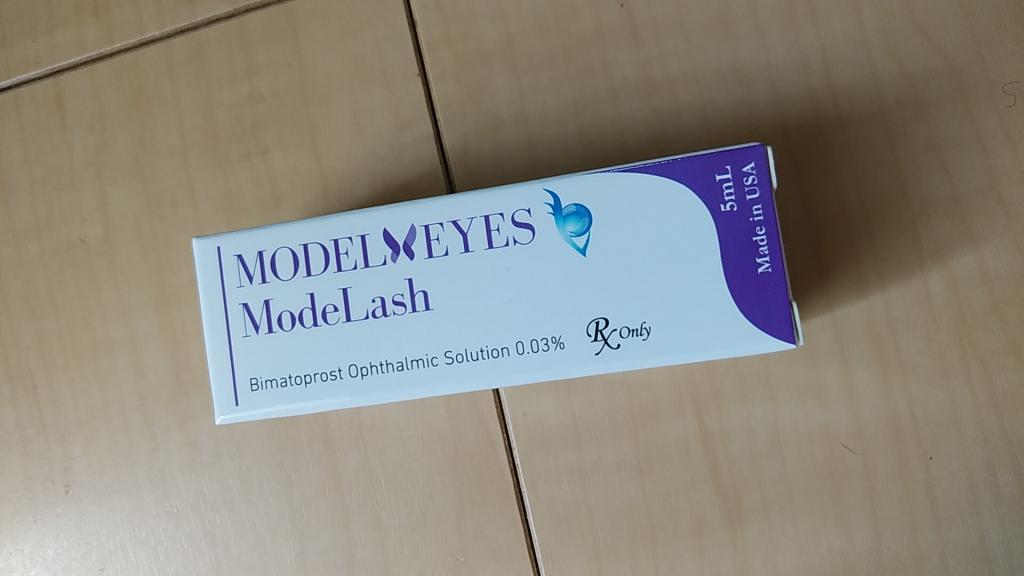 MODEL EYES
ModeLash
Bimatoprost Ophthalmic Solution 0.03%
Rx Only
5mL
Made in USA